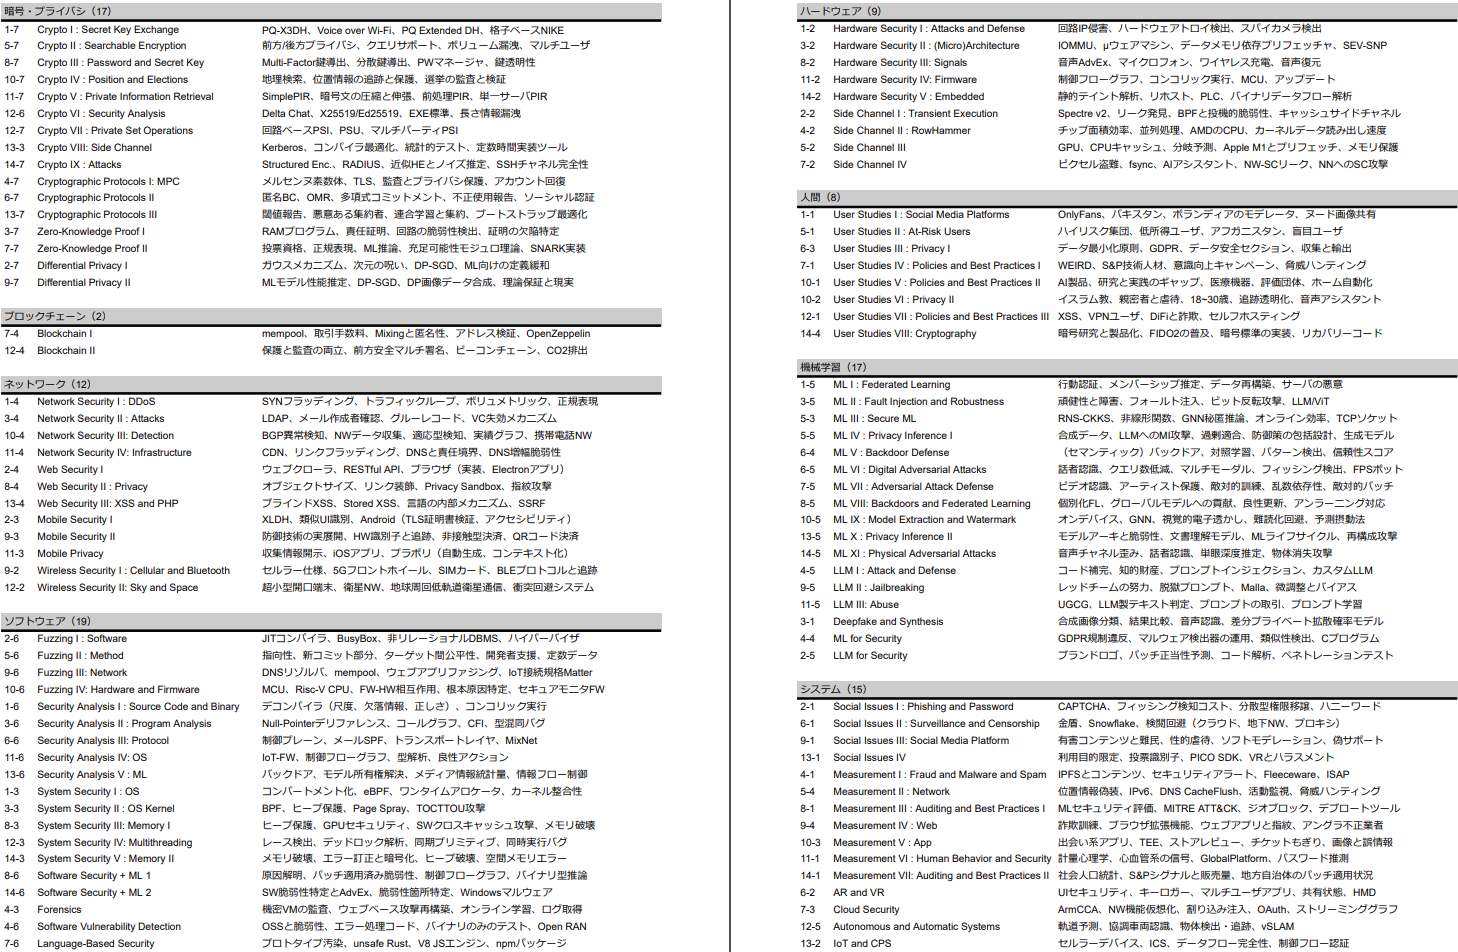 暗号・プライバシ（17）
1-7 Crypto I : Secret Key Exchange PQ-X3DH、Voice over Wi-Fi、PQ Extended DH、格子ベースNIKE
5-7 Crypto II : Searchable Encryption 前方/後方プライバシ、クエリサポート、ボリューム漏洩、マルチユーザ
8-7 Crypto III : Password and Secret Key Multi-Factor鍵導出、分散鍵導出、PWマネージャ、鍵透明性
10-7 Crypto IV : Position and Elections 地理検索、位置情報の追跡と保護、選挙の監査と検証
11-7 Crypto V : Private Information Retrieval SimplePIR、暗号文の圧縮と伸張、前処理PIR、単一サーバPIR
12-6 Crypto VI : Security Analysis Delta Chat、X25519/Ed25519、EXE標準、長さ情報漏洩
12-7 Crypto VII : Private Set Operations 回路ベースPSI、PSU、マルチパーティPSI
13-3 Crypto VIII: Side Channel Kerberos、コンパイラ最適化、統計的テスト、定数時間実装ツール
14-7 Crypto IX : Attacks Structured Enc.、RADIUS、近似HEとノイズ推定、SSHチャネル完全性
4-7 Cryptographic Protocols I: MPC メルセンヌ素数体、TLS、監査とプライバシ保護、アカウント回復
6-7 Cryptographic Protocols II 匿名BC、OMR、多項式コミットメント、不正使用報告、ソーシャル認証
13-7 Cryptographic Protocols III 閾値報告、悪意ある集約者、連合学習と集約、ブートストラップ最適化
3-7 Zero-Knowledge Proof I RAMプログラム、責任証明、回路の脆弱性検出、証明の欠陥特定
7-7 Zero-Knowledge Proof II 投票資格、正規表現、ML推論、充足可能性モジュロ理論、SNARK実装
2-7 Differential Privacy I ガウスメカニズム、次元の呪い、DP-SGD、ML向けの定義緩和
9-7 Differential Privacy II MLモデル性能推定、DP-SGD、DP画像データ合成、理論保証と現実
ブロックチェーン（2）
7-4 Blockchain I mempool、取引手数料、Mixingと匿名性、アドレス検証、OpenZeppelin
12-4 Blockchain II 保護と監査の両立、前方安全マルチ署名、ビーコンチェーン、CO2排出
ネットワーク（12）
1-4 Network Security I : DDoS SYNフラッディング、トラフィックループ、ボリュメトリック、正規表現
3-4 Network Security II : Attacks LDAP、メール作成者確認、グルーレコード、VC失効メカニズム
10-4 Network Security III: Detection BGP異常検知、NWデータ収集、適応型検知、実績グラフ、携帯電話NW
11-4 Network Security IV: Infrastructure CDN、リンクフラッディング、DNSと責任境界、DNS増幅脆弱性
2-4 Web Security I ウェブクローラ、RESTful API、ブラウザ（実装、Electronアプリ）
8-4 Web Security II : Privacy オブジェクトサイズ、リンク装飾、Privacy Sandbox、指紋攻撃
13-4 Web Security III: XSS and PHP ブラインドXSS、Stored XSS、言語の内部メカニズム、SSRF
2-3 Mobile Security I XLDH、類似UI識別、Android（TLS証明書検証、アクセシビリティ）
9-3 Mobile Security II 防御技術の実展開、HW識別子と追跡、非接触型決済、QRコード決済
11-3 Mobile Privacy 収集情報開示、iOSアプリ、プラポリ（自動生成、コンテキスト化）
9-2 Wireless Security I : Cellular and Bluetooth セルラー仕様、5Gフロントホイール、SIMカード、BLEプロトコルと追跡
12-2 Wireless Security II: Sky and Space 超小型開口端末、衛星NW、地球周回低軌道衛星通信、衝突回避システム
ソフトウェア（19）
2-6 Fuzzing I : Software JITコンパイラ、BusyBox、非リレーショナルDBMS、ハイパーバイザ
5-6 Fuzzing II : Method 指向性、新コミット部分、ターゲット間公平性、開発者支援、定数データ
9-6 Fuzzing III: Network DNSリゾルバ、mempool、ウェブアプリファジング、IoT接続規格Matter
10-6 Fuzzing IV: Hardware and Firmware MCU、Risc-V CPU、FW-HW相互作用、根本原因特定、セキュアモニタFW
1-6 Security Analysis I : Source Code and Binary デコンパイラ（尺度、欠落情報、正しさ）、コンコリック実行
3-6 Security Analysis II : Program Analysis Null-Pointerデリファレンス、コールグラフ、CFI、型混同バグ
6-6 Security Analysis III: Protocol 制御プレーン、メールSPF、トランスポートレイヤ、MixNet
11-6 Security Analysis IV: OS IoT-FW、制御フローグラフ、型解析、良性アクション
13-6 Security Analysis V : ML バックドア、モデル所有権解決、メディア情報統計量、情報フロー制御
1-3 System Security I : OS コンパートメント化、eBPF、ワンタイムアロケータ、カーネル整合性
3-3 System Security II : OS Kernel BPF、ヒープ保護、Page Spray、TOCTTOU攻撃
8-3 System Security III: Memory I ヒープ保護、GPUセキュリティ、SWクロスキャッシュ攻撃、メモリ破壊
12-3 System Security IV: Multithreading レース検出、デッドロック解析、同期プリミティブ、同時実行バグ
14-3 System Security V : Memory II メモリ破壊、エラー訂正と暗号化、ヒープ破壊、空間メモリエラー
8-6 Software Security + ML 1 原因解明、パッチ適用済み脆弱性、制御フローグラフ、バイナリ型推論
14-6 Software Security + ML 2 SW脆弱性特定とAdvEx、脆弱性箇所特定、Windowsマルウェア
4-3 Forensics 機密VMの監査、ウェブベース攻撃再構築、オンライン学習、ログ取得
4-6 Software Vulnerability Detection OSSと脆弱性、エラー処理コード、バイナリのみのテスト、Open RAN
7-6 Language-Based Security プロトタイプ汚染、unsafe Rust、V8 JSエンジン、npmパッケージ
ハードウェア（9）
1-2 Hardware Security I : Attacks and Defense 回路IP侵害、ハードウェアトロイ検出、スパイカメラ検出
3-2 Hardware Security II : (Micro)Architecture IOMMU、μウェアマシン、データメモリ依存プリフェッチャ、SEV-SNP
8-2 Hardware Security III: Signals 音声AdvEx、マイクロフォン、ワイヤレス充電、音声復元
11-2 Hardware Security IV: Firmware 制御フローグラフ、コンコリック実行、MCU、アップデート
14-2 Hardware Security V : Embedded 静的テイント解析、リホスト、PLC、バイナリデータフロー解析
2-2 Side Channel I : Transient Execution Spectre v2、リーク発見、BPFと投機的脆弱性、キャッシュサイドチャネル
4-2 Side Channel II : RowHammer チップ面積効率、並列処理、AMDのCPU、カーネルデータ読み出し速度
5-2 Side Channel III GPU、CPUキャッシュ、分岐予測、Apple M1とプリフェッチ、メモリ保護
7-2 Side Channel IV ピクセル盗難、fsync、AIアシスタント、NW-SCリーク、NNへのSC攻撃
人間（8）
1-1 User Studies I : Social Media Platforms OnlyFans、パキスタン、ボランティアのモデレータ、ヌード画像共有
5-1 User Studies II : At-Risk Users ハイリスク集団、低所得ユーザ、アフガニスタン、盲目ユーザ
6-3 User Studies III : Privacy I データ最小化原則、GDPR、データ安全セクション、収集と輸出
7-1 User Studies IV : Policies and Best Practices I WEIRD、S&P技術人材、意識向上キャンペーン、脅威ハンティング
10-1 User Studies V : Policies and Best Practices II AI製品、研究と実践のギャップ、医療機器、評価団体、ホーム自動化
10-2 User Studies VI : Privacy II イスラム教、親密者と虐待、18~30歳、追跡透明化、音声アシスタント
12-1 User Studies VII : Policies and Best Practices III XSS、VPNユーザ、DiFiと詐欺、セルフホスティング
14-4 User Studies VIII: Cryptography 暗号研究と製品化、FIDO2の普及、暗号標準の実装、リカバリーコード
機械学習（17）
1-5 ML I : Federated Learning 行動認証、メンバーシップ推定、データ再構築、サーバの悪意
3-5 ML II : Fault Injection and Robustness 頑健性と障害、フォールト注入、ビット反転攻撃、LLM/ViT
5-3 ML III : Secure ML RNS-CKKS、非線形関数、GNN秘匿推論、オンライン効率、TCPソケット
5-5 ML IV : Privacy Inference I 合成データ、LLMへのMI攻撃、過剰適合、防御策の包括設計、生成モデル
6-4 ML V : Backdoor Defense （セマンティック）バックドア、対照学習、パターン検出、信頼性スコア
6-5 ML VI : Digital Adversarial Attacks 話者認識、クエリ数低減、マルチモーダル、フィッシング検出、FPSボット
7-5 ML VII : Adversarial Attack Defense ビデオ認識、アーティスト保護、敵対的訓練、乱数依存性、敵対的パッチ
8-5 ML VIII: Backdoors and Federated Learning 個別化FL、グローバルモデルへの貢献、良性更新、アンラーニング対応
10-5 ML IX : Model Extraction and Watermark オンデバイス、GNN、視覚的電子透かし、難読化回避、予測摂動法
13-5 ML X : Privacy Inference II モデルアーキと脆弱性、文書理解モデル、MLライフサイクル、再構成攻撃
14-5 ML XI : Physical Adversarial Attacks 音声チャネル歪み、話者認識、単眼深度推定、物体消失攻撃
4-5 LLM I : Attack and Defense コード補完、知的財産、プロンプトインジェクション、カスタムLLM
9-5 LLM II : Jailbreaking レッドチームの努力、脱獄プロンプト、Malla、微調整とバイアス
11-5 LLM III: Abuse UGCG、LLM製テキスト判定、プロンプトの取引、プロンプト学習
3-1 Deepfake and Synthesis 合成画像分類、結果比較、音声認識、差分プライベート拡散確率モデル
4-4 ML for Security GDPR規制違反、マルウェア検出器の運用、類似性検出、Cプログラム
2-5 LLM for Security ブランドロゴ、パッチ正当性予測、コード解析、ペネトレーションテスト
システム（15）
2-1 Social Issues I : Phishing and Password CAPTCHA、フィッシング検知コスト、分散型権限移譲、ハニーワード
6-1 Social Issues II : Surveillance and Censorship 金盾、Snowflake、検閲回避（クラウド、地下NW、プロキシ）
9-1 Social Issues III: Social Media Platform 有害コンテンツと難民、性的虐待、ソフトモデレーション、偽サポート
13-1 Social Issues IV 利用目的限定、投票識別子、PICO SDK、VRとハラスメント
4-1 Measurement I : Fraud and Malware and Spam IPFSとコンテンツ、セキュリティアラート、Fleeceware、ISAP
5-4 Measurement II : Network 位置情報偽装、IPv6、DNS CacheFlush、活動監視、脅威ハンティング
8-1 Measurement III : Auditing and Best Practices I MLセキュリティ評価、MITRE ATT&CK、ジオブロック、デブロートツール
9-4 Measurement IV : Web 詐欺訓練、ブラウザ拡張機能、ウェブアプリと指紋、アングラ不正業者
10-3 Measurement V : App 出会い系アプリ、TEE、ストアレビュー、チケットもぎり、画像と誤情報
11-1 Measurement VI : Human Behavior and Security 計量心理学、心血管系の信号、GlobalPlatform、パスワード推測
14-1 Measurement VII: Auditing and Best Practices II 社会人口統計、S&Pシグナルと販売量、地方自治体のパッチ適用状況
6-2 AR and VR UIセキュリティ、キーロガー、マルチユーザアプリ、共有状態、HMD
7-3 Cloud Security ArmCCA、NW機能仮想化、割り込み注入、OAuth、ストリーミンググラフ
12-5 Autonomous and Automatic 軌道予測、協調車両認識、物体検出・追跡、vSLAM
13-2 IoT and CPS セルラーデバイス、ICS、データフロー完全性、制御フロー認証